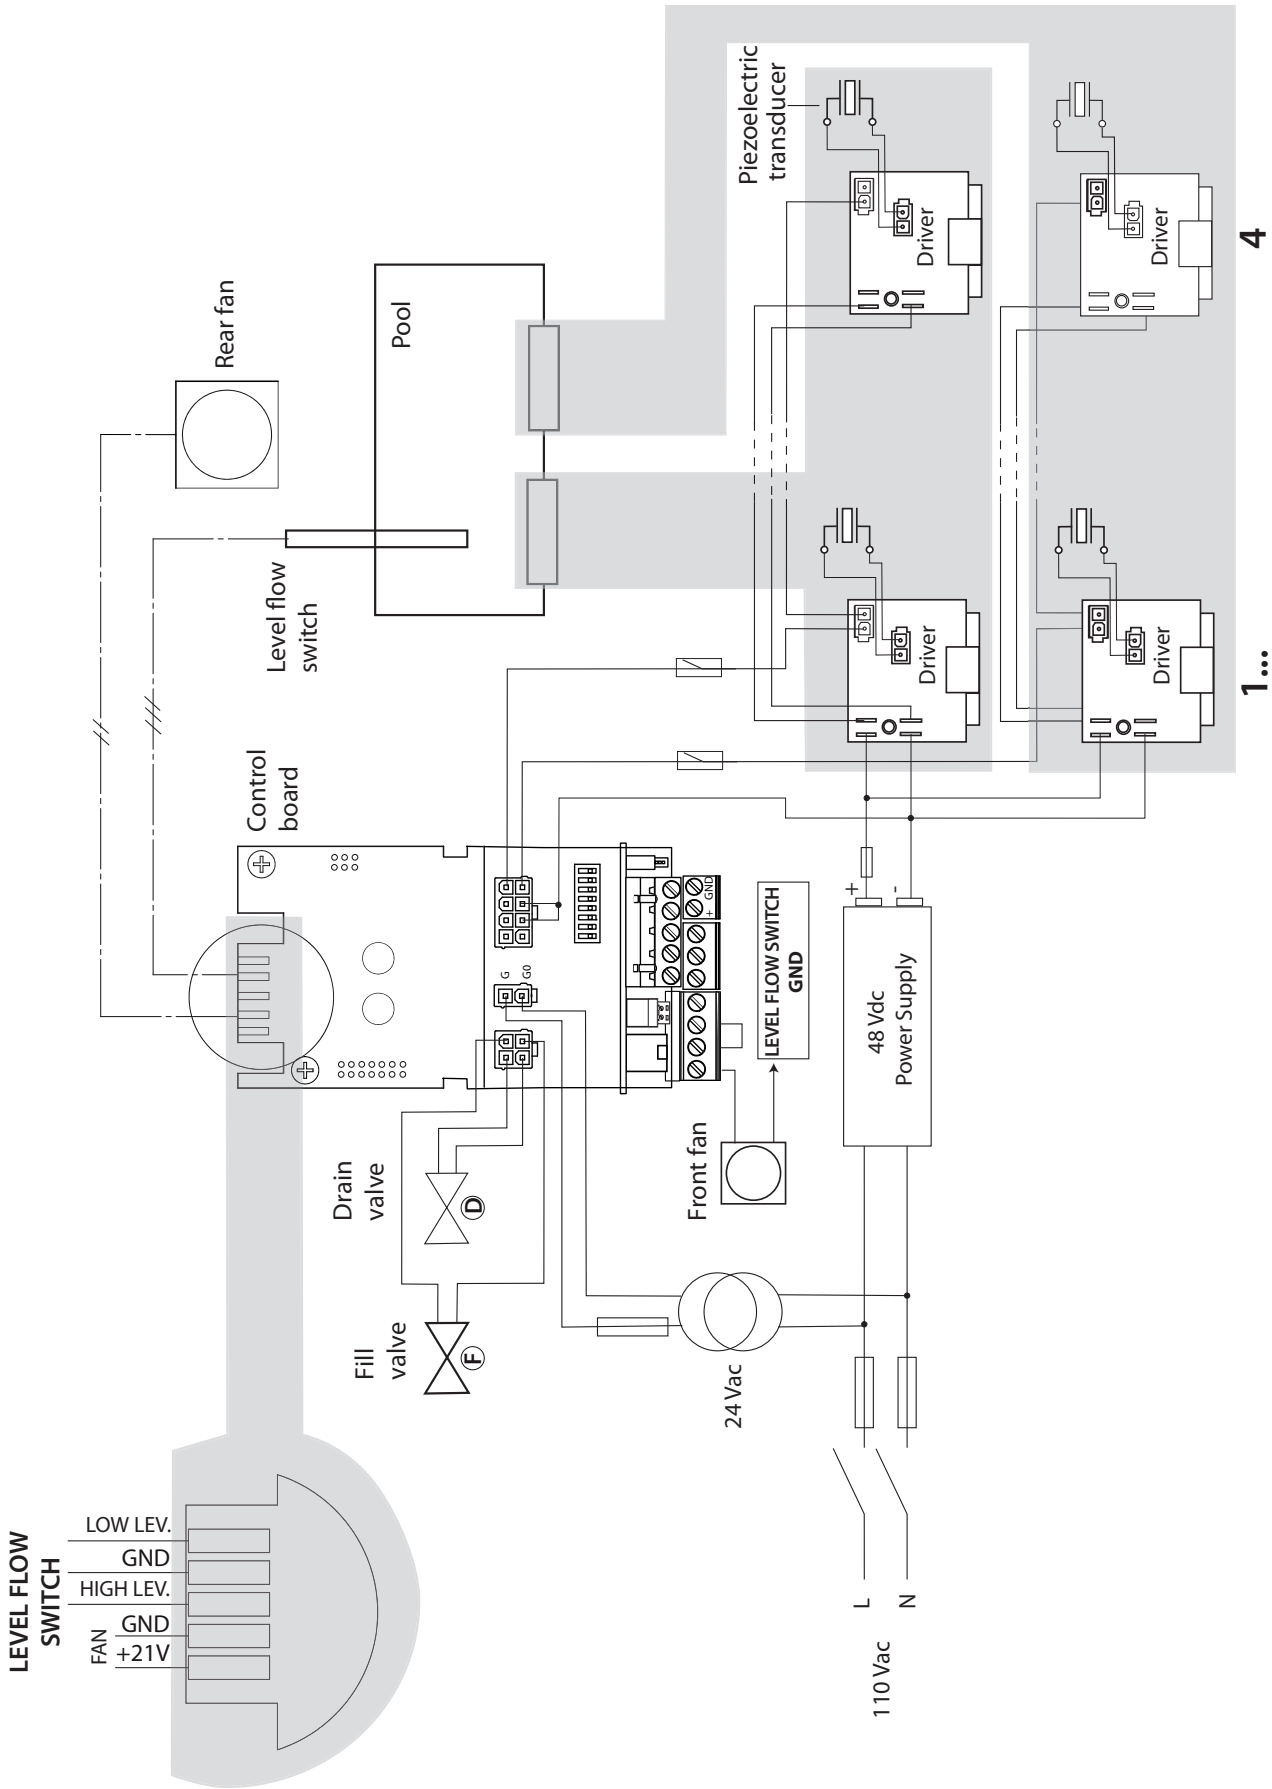 LEVEL FLOW
SWITCH
LOW LEV.
GND
HIGH LEV.
GND
+21V
FAN
Fill
valve
F
Drain
valve
D
Control
board
Level flow
switch
Rear fan
Pool
G
G0
GND
+
Front fan
LEVEL FLOW SWITCH
GND
24 Vac
110 Vac
L
N
48 Vdc
Power Supply
+
-
Piezoelectric
transducer
Driver
Driver
Driver
Driver
1...
4